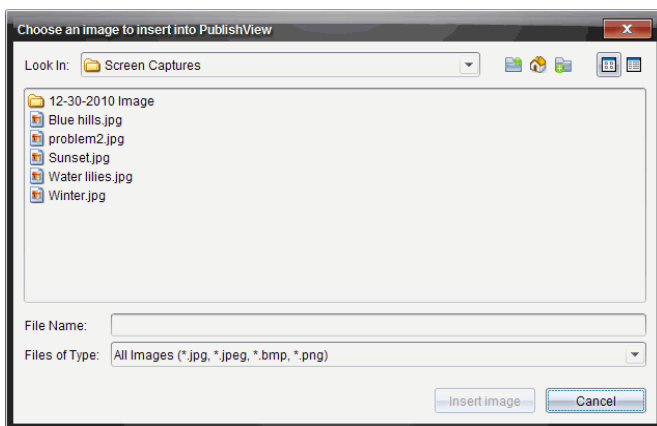 Choose an image to insert into PublishView
Look In: Screen Captures
12-30-2010 Image
Blue hills.jpg
problem2.jpg
Sunset.jpg
Water lilies.jpg
Winter.jpg
File Name:
Files of Type: All Images (*.jpg, *.jpeg, *.bmp, *.png)
Insert image Cancel